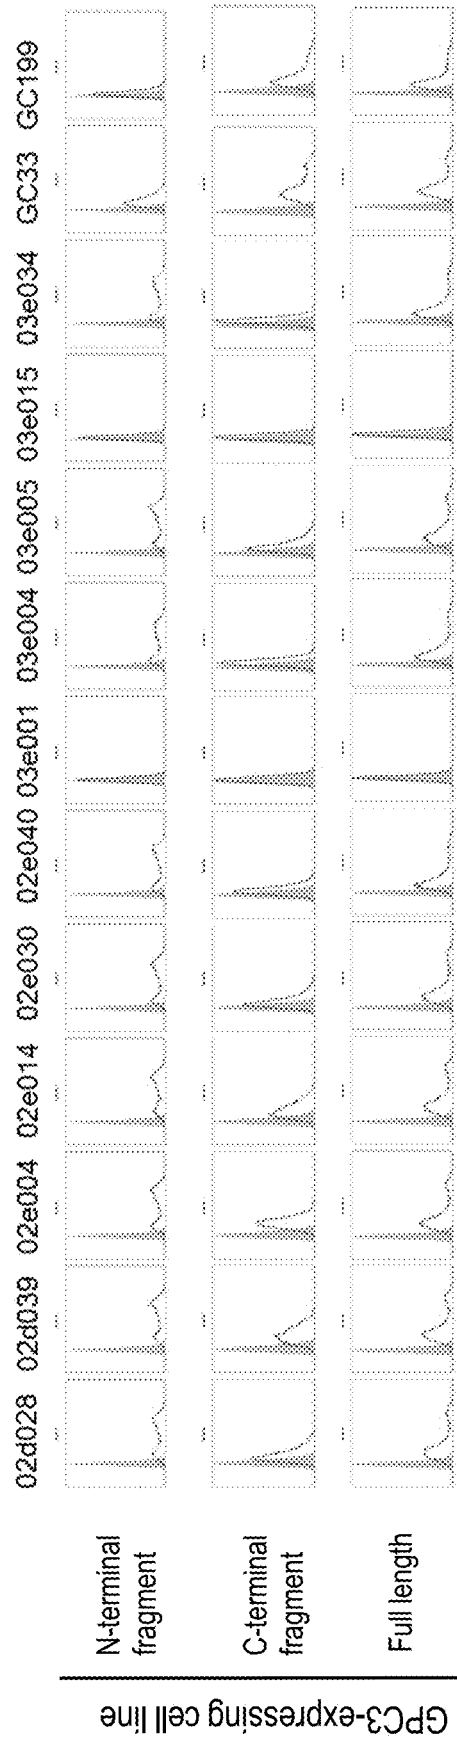 02d028 02d039 02e004 02e014 02e030 02e040 03e001 03e004 03e005 03e015 03e034 GC33 GC199
GPC3-expressing cell line
N-terminal
fragment
C-terminal
fragment
Full length